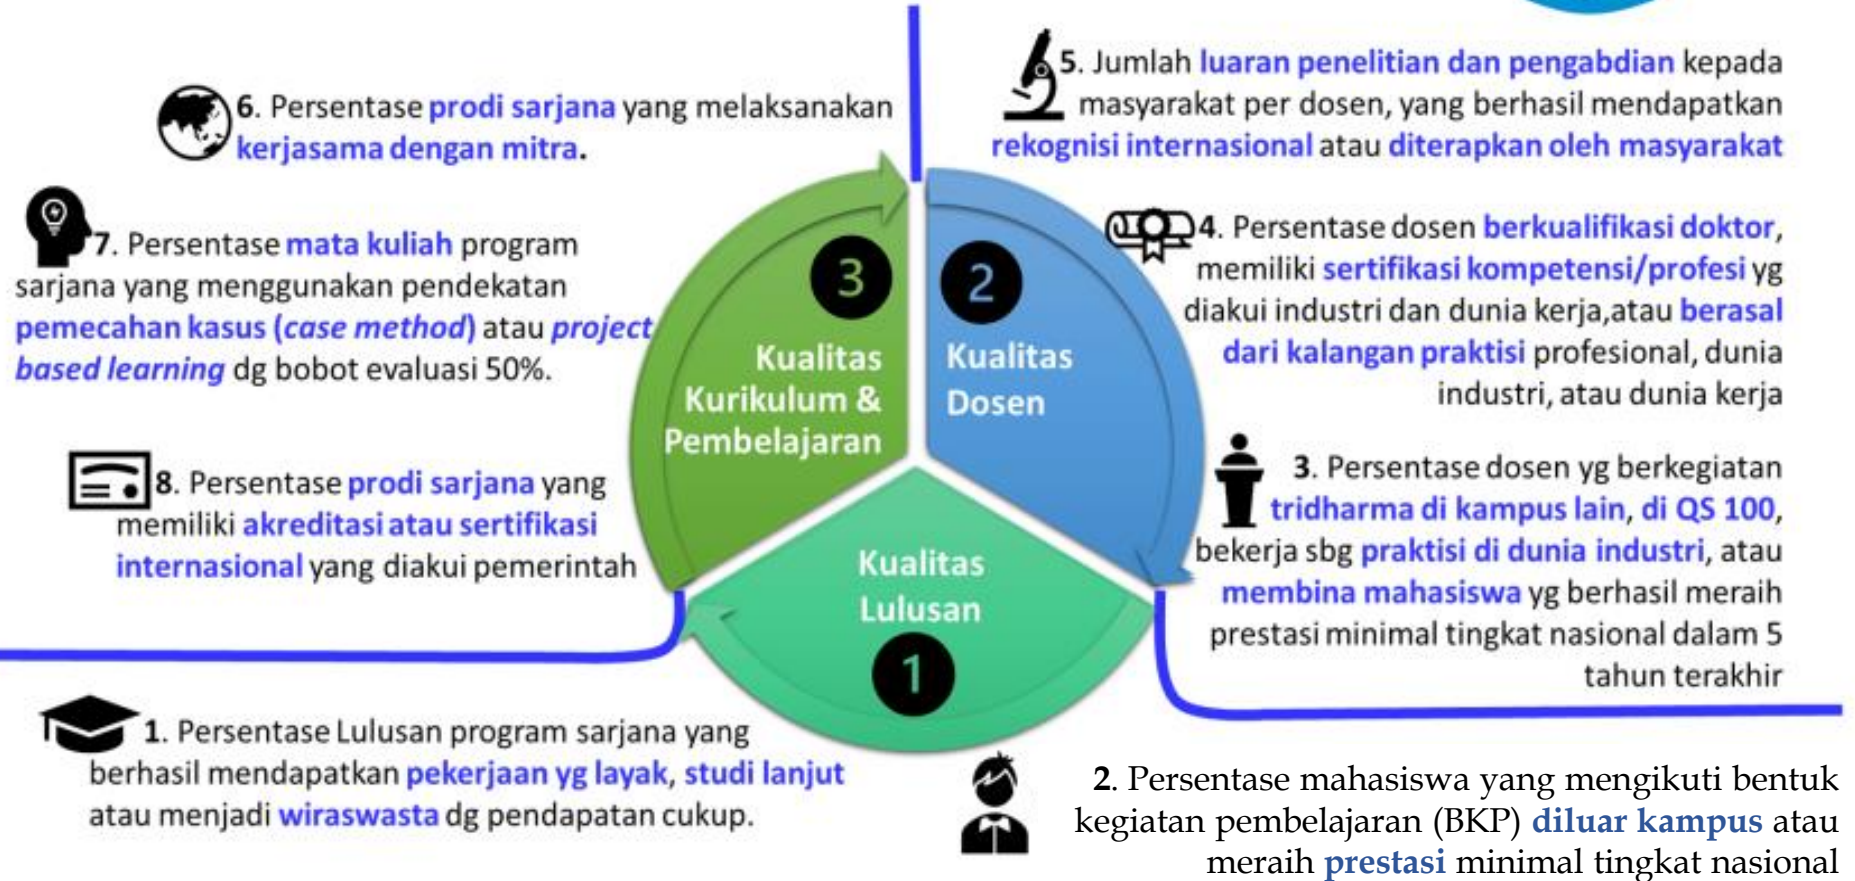 6. Persentase prodi sarjana yang melaksanakan
kerjasama dengan mitra.
7. Persentase mata kuliah program
sarjana yang menggunakan pendekatan
pemecahan kasus (case method) atau project
based learning dg bobot evaluasi 50%.
8. Persentase prodi sarjana yang
memiliki akreditasi atau sertifikasi
internasional yang diakui pemerintah
5. Jumlah luaran penelitian dan pengabdian kepada
masyarakat per dosen, yang berhasil mendapatkan
rekognisi internasional atau diterapkan oleh masyarakat
4. Persentase dosen berkualifikasi doktor,
memiliki sertifikasi kompetensi/profesi yg
diakui industri dan dunia kerja,atau berasal
dari kalangan praktisi profesional, dunia
industri, atau dunia kerja
3. Persentase dosen yg berkegiatan
tridharma di kampus lain, di QS 100,
bekerja sbg praktisi di dunia industri, atau
membina mahasiswa yg berhasil meraih
prestasi minimal tingkat nasional dalam 5
tahun terakhir
3
Kualitas
Kurikulum &
Pembelajaran
2
Kualitas
Dosen
Kualitas
Lulusan
1
1. Persentase Lulusan program sarjana yang
berhasil mendapatkan pekerjaan yg layak, studi lanjut
atau menjadi wiraswasta dg pendapatan cukup.
2. Persentase mahasiswa yang mengikuti bentuk
kegiatan pembelajaran (BKP) diluar kampus atau
meraih prestasi minimal tingkat nasional